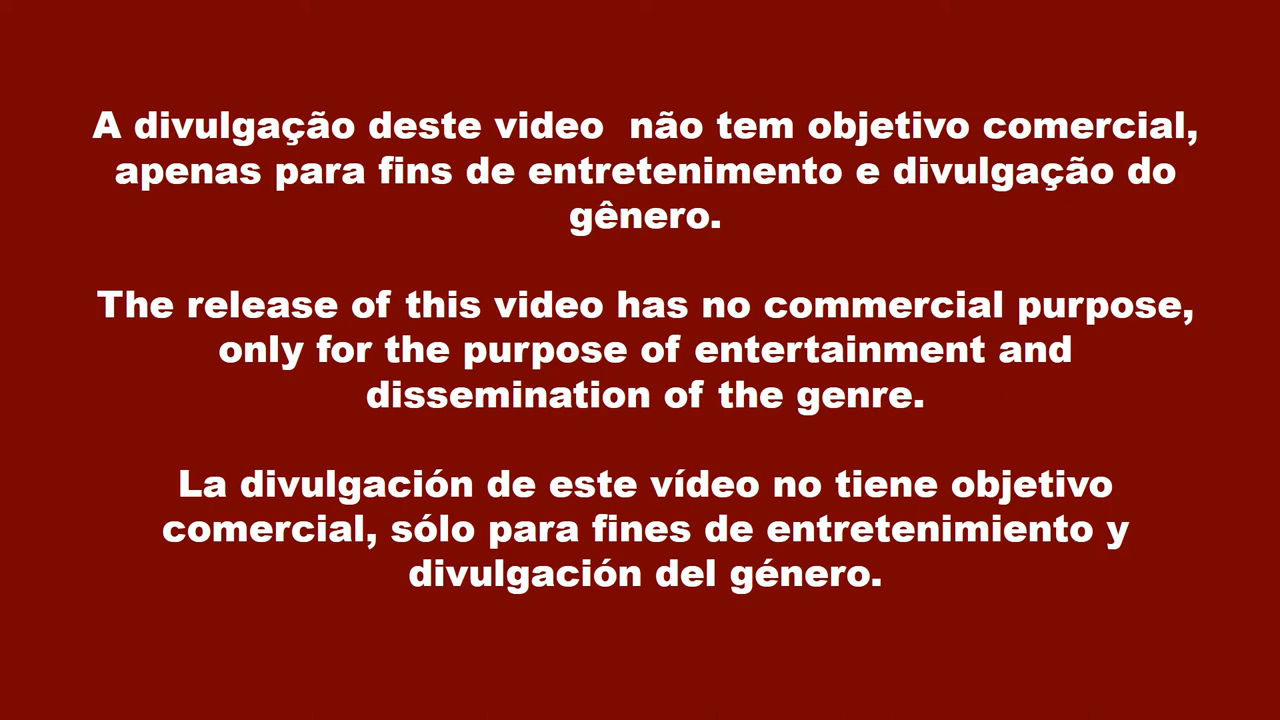 A divulgação deste video  não tem objetivo comercial,
apenas para fins de entretenimento e divulgação do
gênero.
The release of this video has no commercial purpose,
only for the purpose of entertainment and
dissemination of the genre.
La divulgación de este vídeo no tiene objetivo
comercial, sólo para fines de entretenimiento y
divulgación del género.